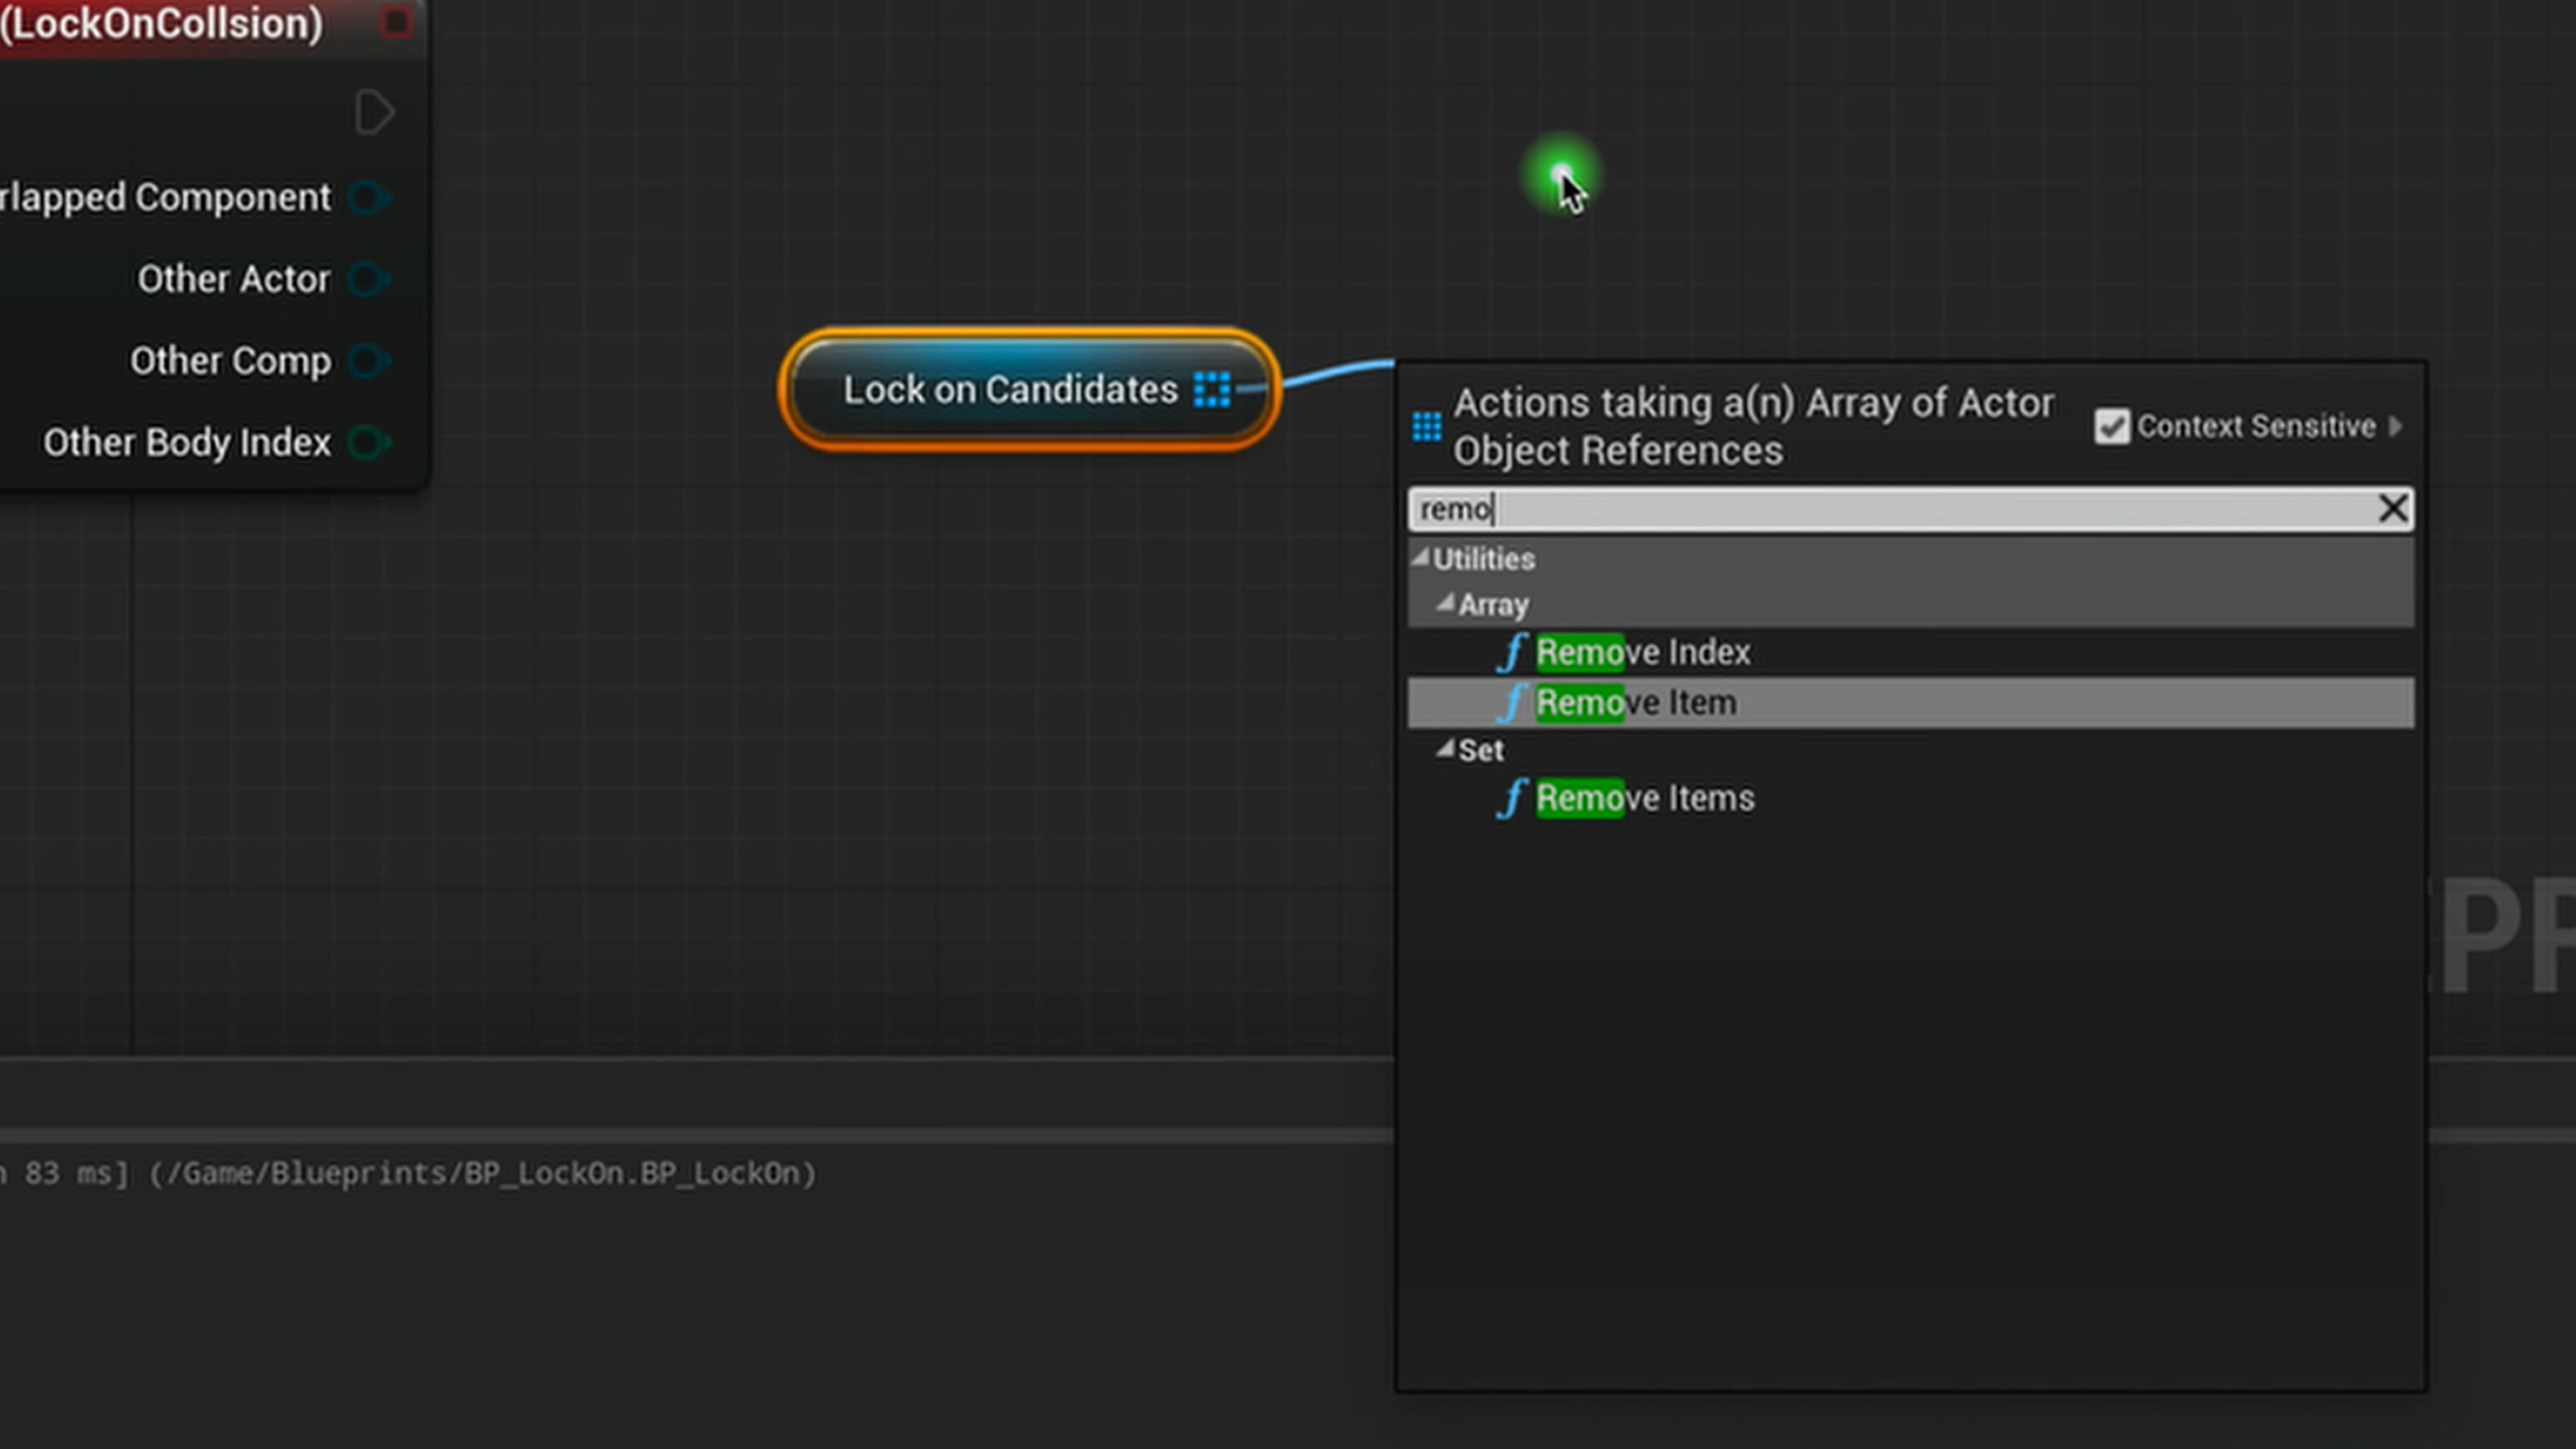 (LockOnCollsion)
rlapped Component
Other Actor
Other Comp
Other Body Index
Lock on Candidates
Actions taking a(n) Array of Actor
Object References
Context Sensitive
remo
Utilities
Array
Remove Index
Remove Item
Set
Remove Items
PR
83 ms] (/Game/Blueprints/BP_LockOn.BP_LockOn)